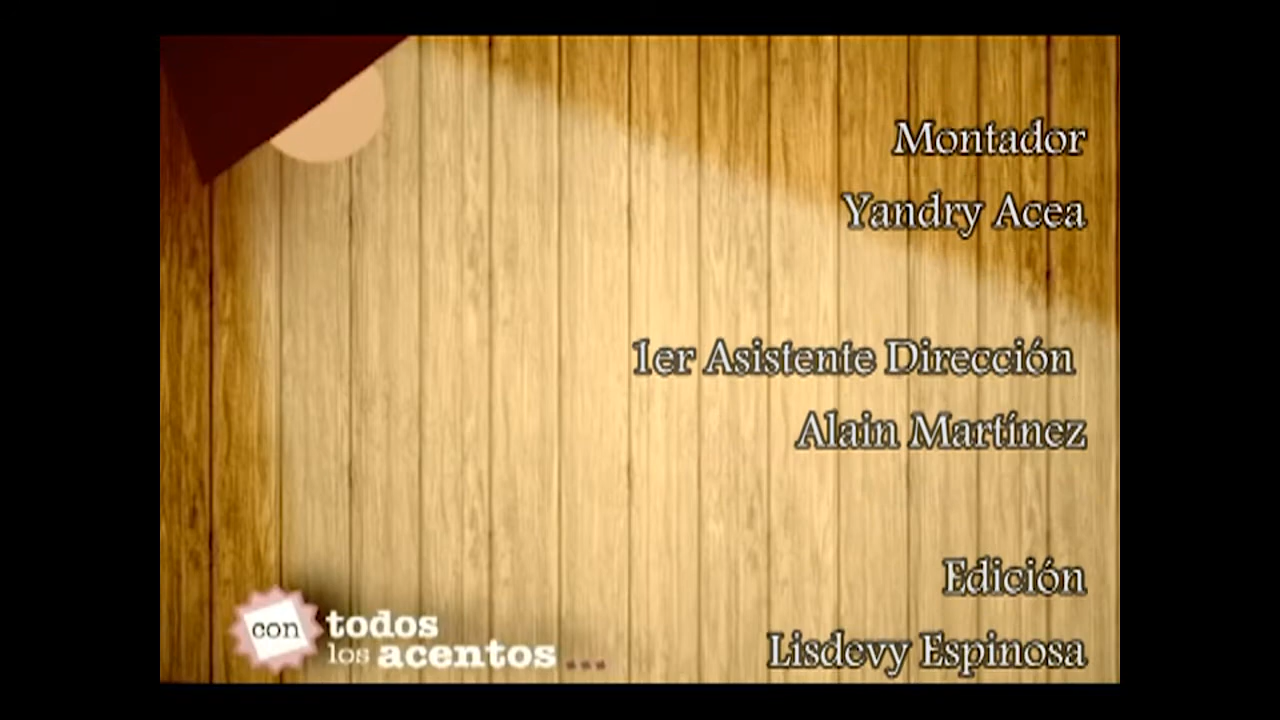 Montador
Yandry Acea
1er Asistente Dirección
Alain Martínez
Edición
Lisdevy Espinosa
con todos
los acentos...